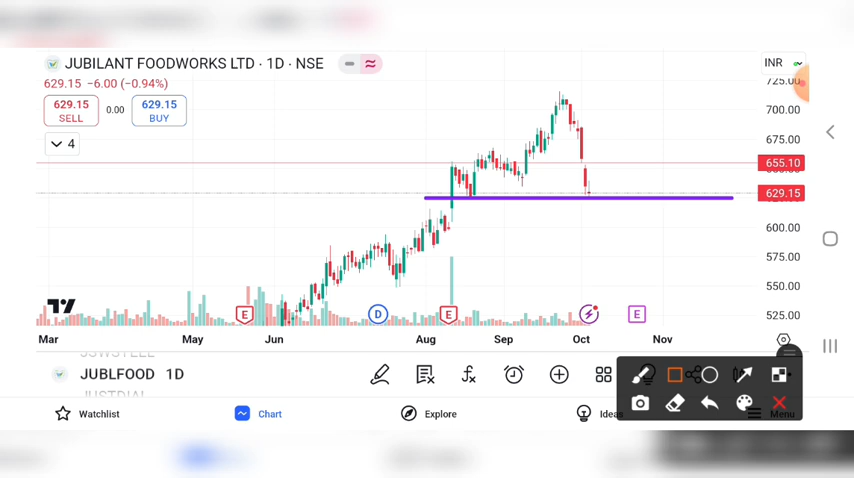 JUBILANT FOODWORKS LTD · 1D · NSE
INR
629.15 −6.00 (−0.94%)
629.15
SELL
0.00
629.15
BUY
4
725.00
700.00
675.00
655.10
629.15
600.00
575.00
550.00
525.00
E
D
E
E
Mar
May
Jun
Aug
Sep
Oct
Nov
JSWSTEEL
JUBLFOOD 1D
JUSTDIAL
Watchlist
Chart
Explore
Ideas
Menu